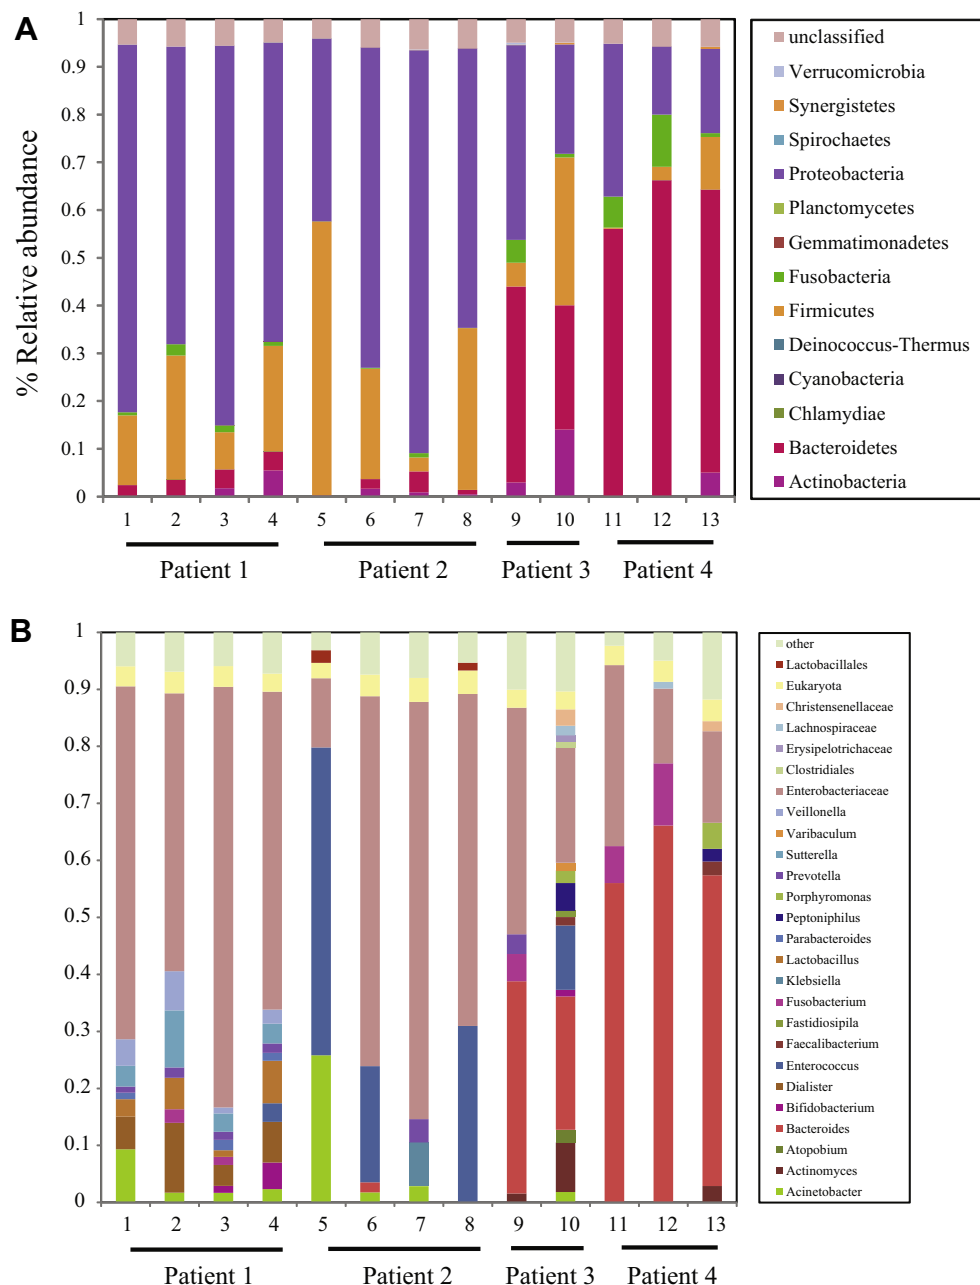 A
% Relative abundance
1
0.9
0.8
0.7
0.6
0.5
0.4
0.3
0.2
0.1
0
1 2 3 4 5 6 7 8 9 10 11 12 13
Patient 1 Patient 2 Patient 3 Patient 4
unclassified
Verrucomicrobia
Synergistetes
Spirochaetes
Proteobacteria
Planctomycetes
Gemmatimonadetes
Fusobacteria
Firmicutes
Deinococcus-Thermus
Cyanobacteria
Chlamydiae
Bacteroidetes
Actinobacteria
B
1
0.9
0.8
0.7
0.6
0.5
0.4
0.3
0.2
0.1
0
1 2 3 4 5 6 7 8 9 10 11 12 13
Patient 1 Patient 2 Patient 3 Patient 4
other
Lactobacillales
Eukaryota
Christensenellaceae
Lachnospiraceae
Erysipelotrichaceae
Clostridiales
Enterobacteriaceae
Veillonella
Varibaculum
Sutterella
Prevotella
Porphyromonas
Peptoniphilus
Parabacteroides
Lactobacillus
Klebsiella
Fusobacterium
Fastidiosipila
Faecalibacterium
Enterococcus
Dialister
Bifidobacterium
Bacteroides
Atopobium
Actinomyces
Acinetobacter